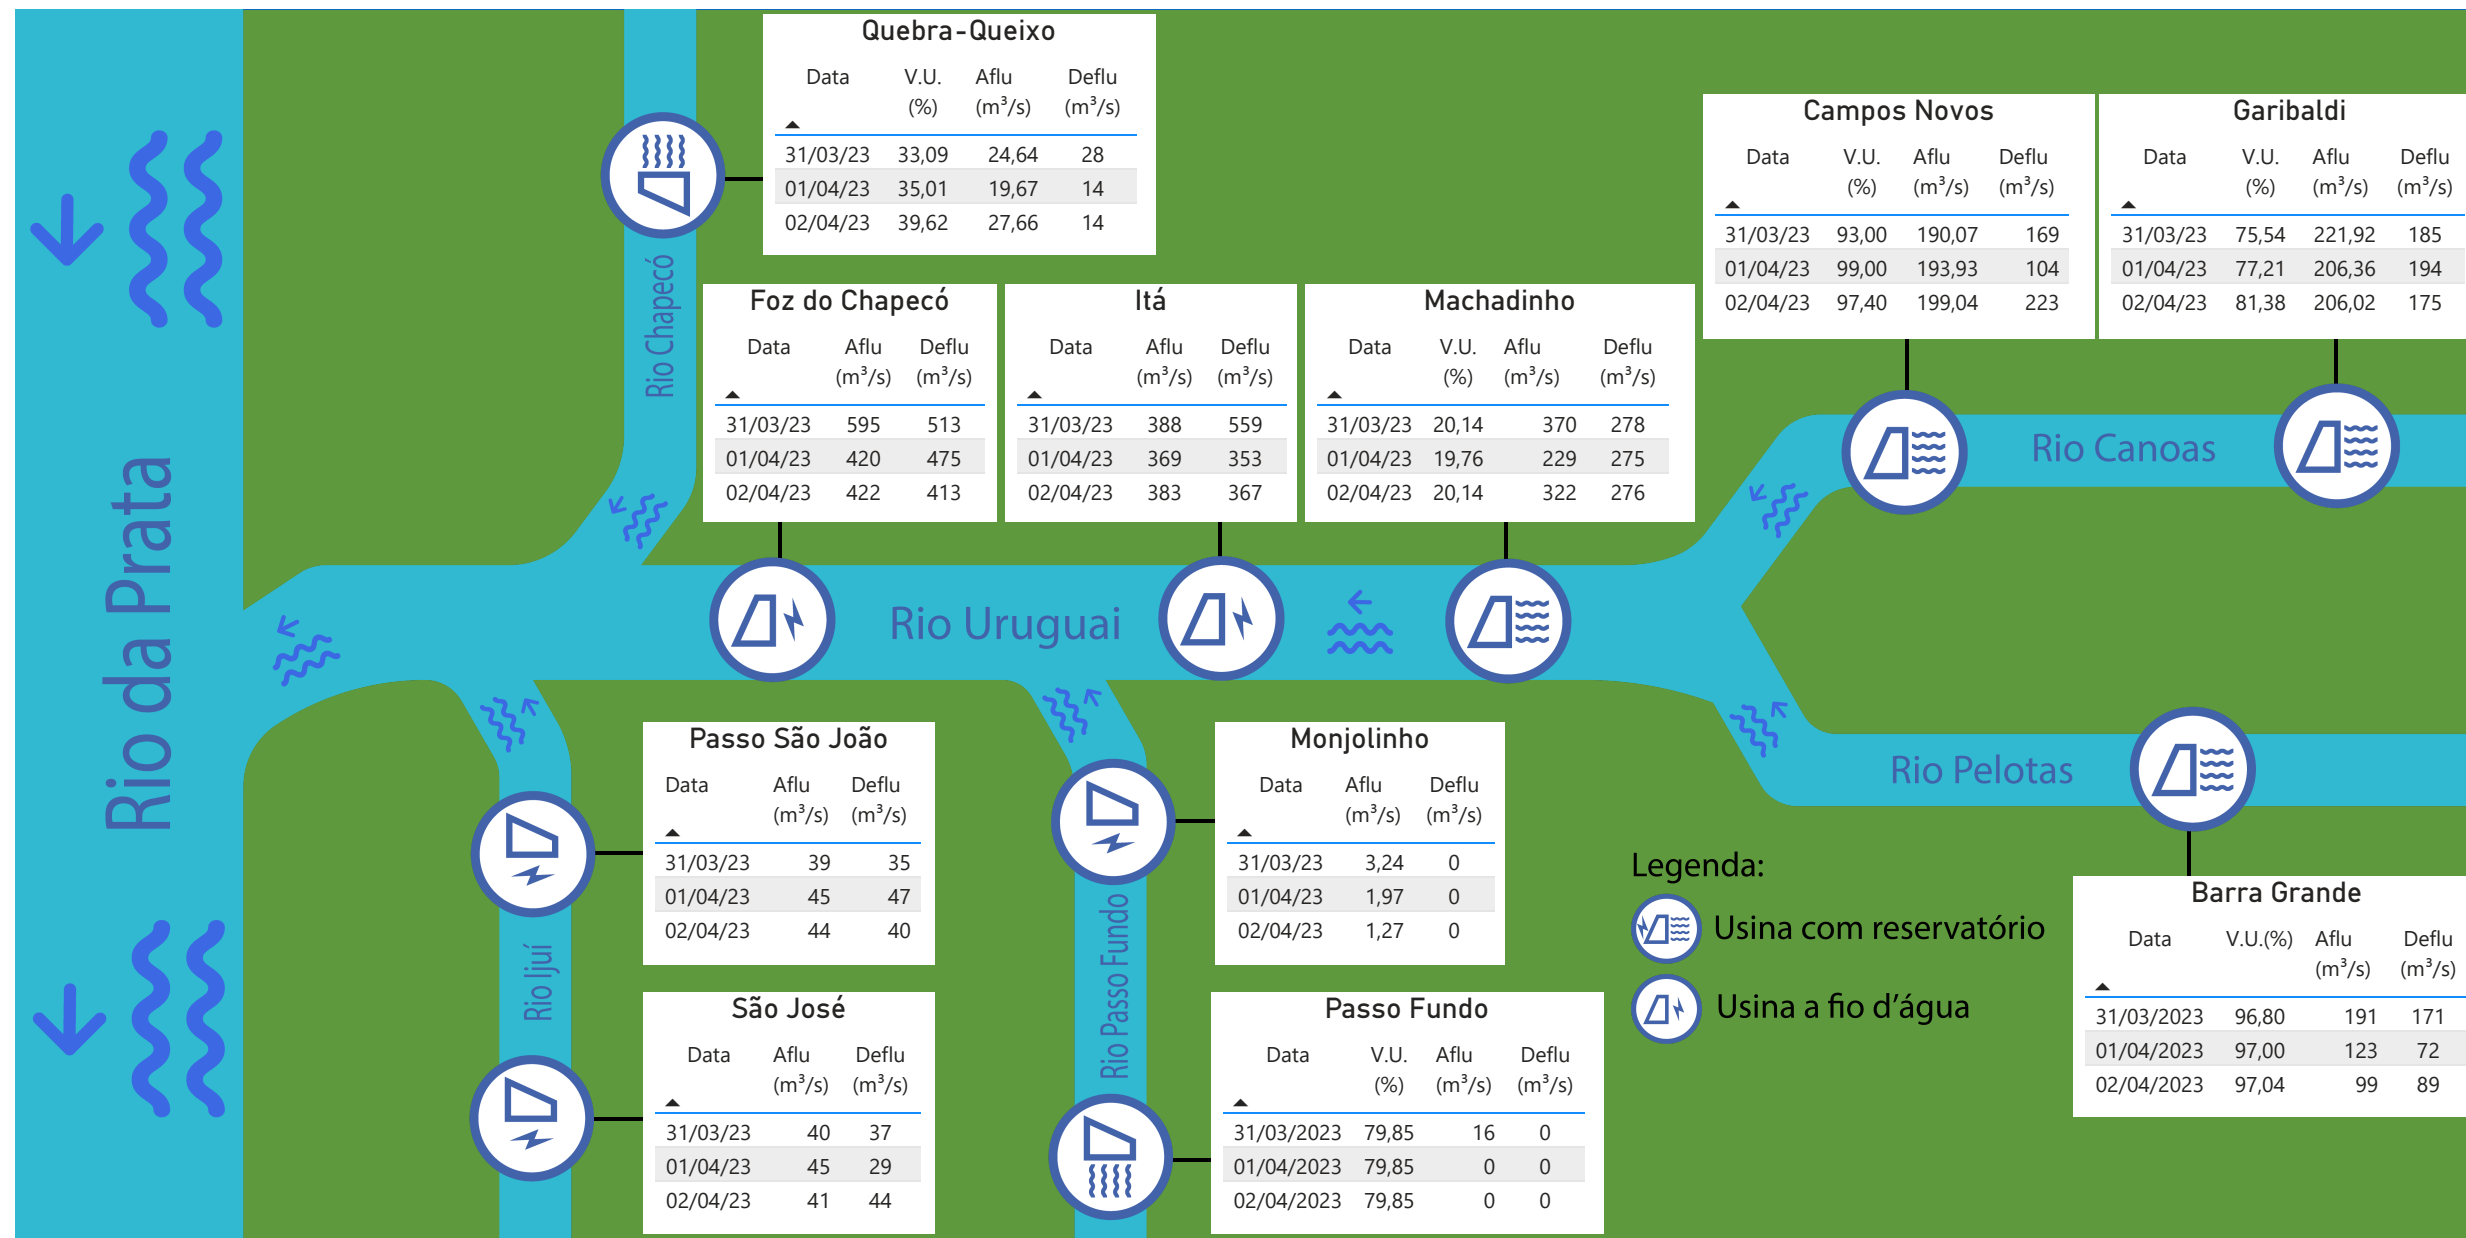 Quebra-Queixo
Data V.U. (%) Aflu (m³/s) Deflu (m³/s)
31/03/23 33,09 24,64 28
01/04/23 35,01 19,67 14
02/04/23 39,62 27,66 14
Campos Novos
Data V.U. (%) Aflu (m³/s) Deflu (m³/s)
31/03/23 93,00 190,07 169
01/04/23 99,00 193,93 104
02/04/23 97,40 199,04 223
Garibaldi
Data V.U. (%) Aflu (m³/s) Deflu (m³/s)
31/03/23 75,54 221,92 185
01/04/23 77,21 206,36 194
02/04/23 81,38 206,02 175
Rio Chapecó
Foz do Chapecó
Data Aflu (m³/s) Deflu (m³/s)
31/03/23 595 513
01/04/23 420 475
02/04/23 422 413
Itá
Data Aflu (m³/s) Deflu (m³/s)
31/03/23 388 559
01/04/23 369 353
02/04/23 383 367
Machadinho
Data V.U. (%) Aflu (m³/s) Deflu (m³/s)
31/03/23 20,14 370 278
01/04/23 19,76 229 275
02/04/23 20,14 322 276
Rio Canoas
Rio da Prata
Rio Uruguai
Rio Pelotas
Passo São João
Data Aflu (m³/s) Deflu (m³/s)
31/03/23 39 35
01/04/23 45 47
02/04/23 44 40
Monjolinho
Data Aflu (m³/s) Deflu (m³/s)
31/03/23 3,24 0
01/04/23 1,97 0
02/04/23 1,27 0
Legenda:
Usina com reservatório
Usina a fio d’água
Barra Grande
Data V.U.(%) Aflu (m³/s) Deflu (m³/s)
31/03/2023 96,80 191 171
01/04/2023 97,00 123 72
02/04/2023 97,04 99 89
Rio Ijuí
Rio Passo Fundo
São José
Data Aflu (m³/s) Deflu (m³/s)
31/03/23 40 37
01/04/23 45 29
02/04/23 41 44
Passo Fundo
Data V.U. (%) Aflu (m³/s) Deflu (m³/s)
31/03/2023 79,85 16 0
01/04/2023 79,85 0 0
02/04/2023 79,85 0 0